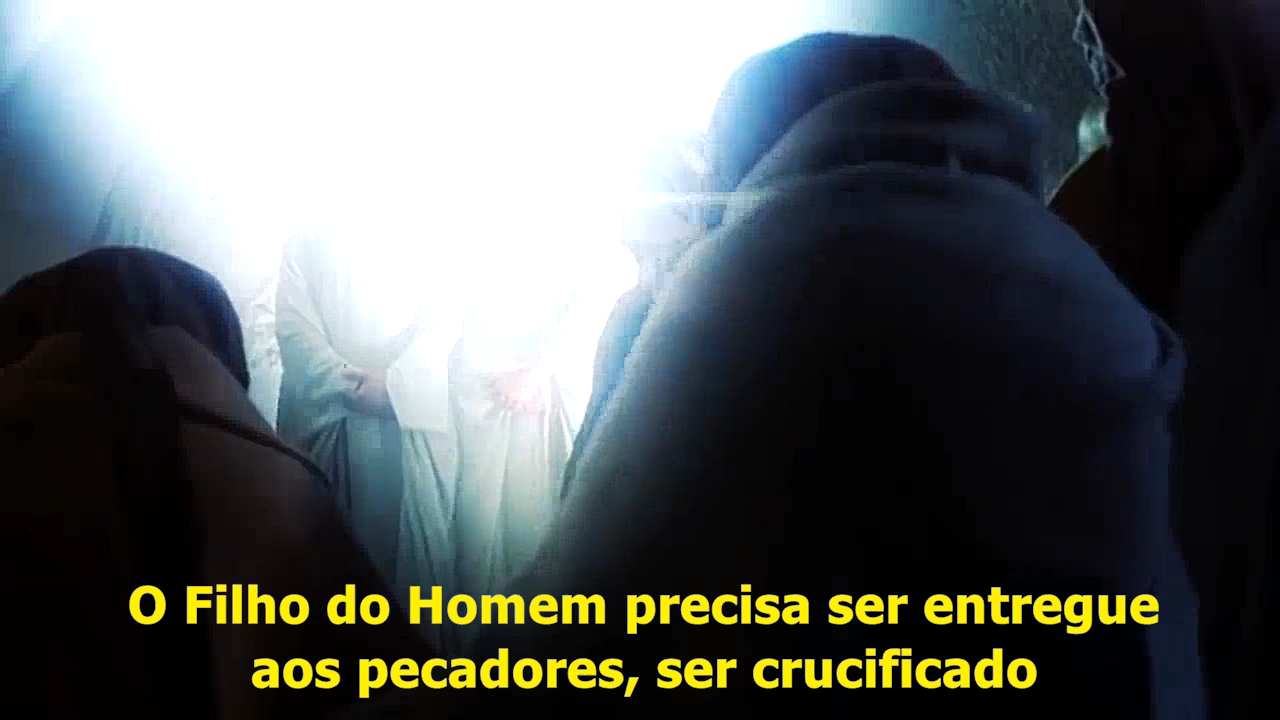 O Filho do Homem precisa ser entregue
aos pecadores, ser crucificado